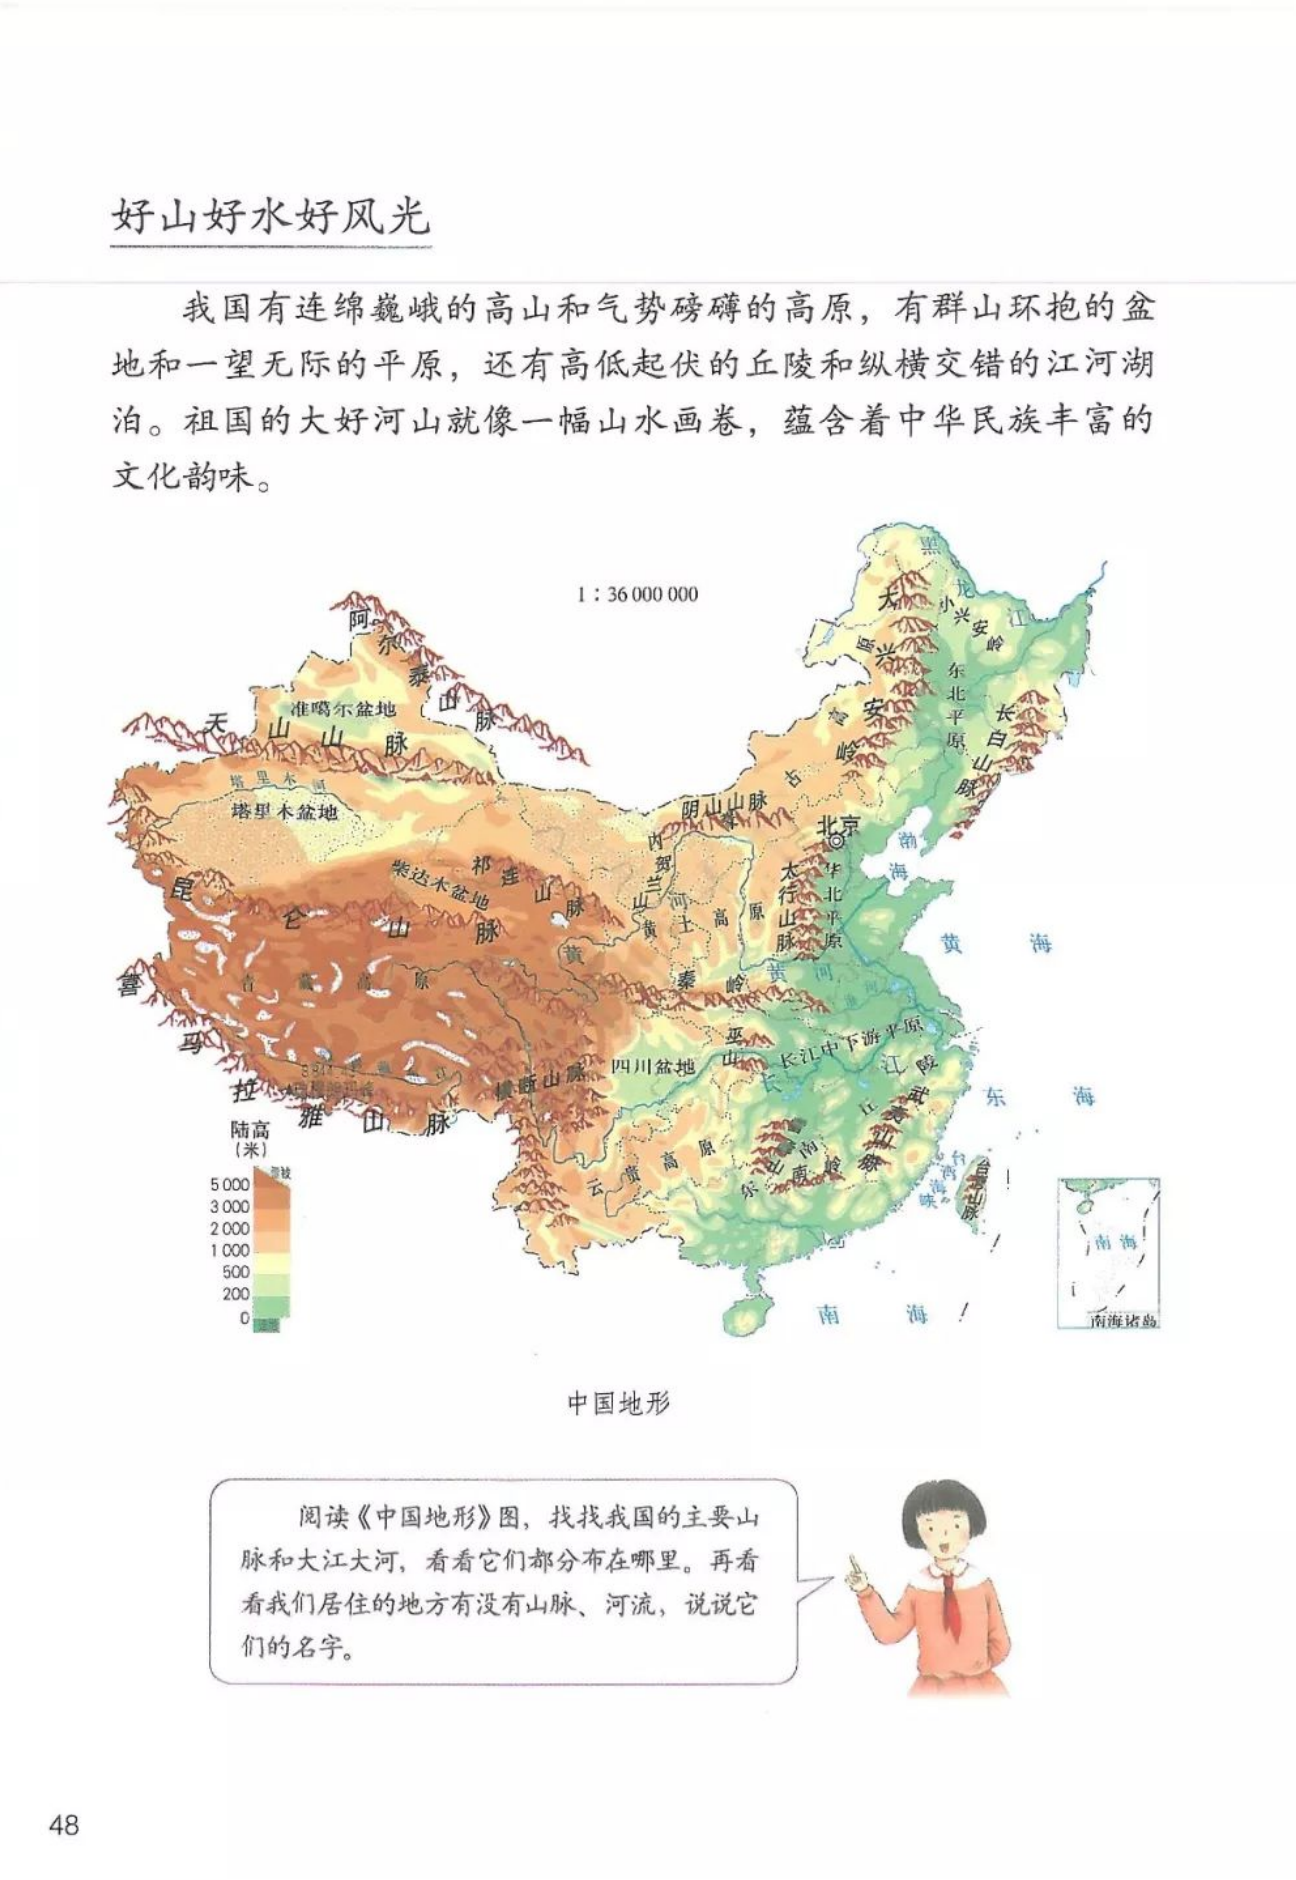 好山好水好风光
我国有连绵巍峨的高山和气势磅礴的高原，有群山环抱的盆
地和一望无际的平原，还有高低起伏的丘陵和纵横交错的江河湖
泊。祖国的大好河山就像一幅山水画卷，蕴含着中华民族丰富的
文化韵味。
1：36 000 000
黑龙江
大兴安岭
小兴安岭
东北平原
长白山脉
阿尔泰山脉
准噶尔盆地
天山山脉
塔里木河
塔里木盆地
阴山山脉
内
古
高
原
北京
渤海
贺兰山
祁连山脉
柴达木盆地
昆仑山脉
太行山脉
华北平原
黄土高原
黄河
黄海
青藏高原
秦岭
黄河
淮河
喜马拉雅山脉
横断山脉
四川盆地
巫山
长江中下游平原
长江
东海
武夷山脉
南岭
东南丘陵
云贵高原
台湾海峡
台湾山脉
南海
南海
南海诸岛
陆高
(米)
5 000
3 000
2 000
1 000
500
200
0
中国地形
阅读《中国地形》图，找找我国的主要山
脉和大江大河，看看它们都分布在哪里。再看
看我们居住的地方有没有山脉、河流，说说它
们的名字。
48